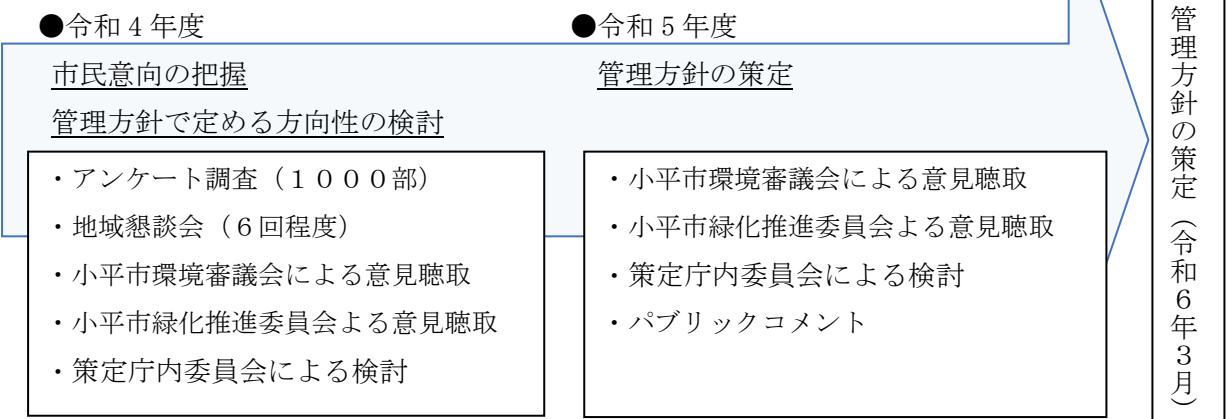 ●令和４年度
市民意向の把握
管理方針で定める方向性の検討
・アンケート調査（１０００部）
・地域懇談会（６回程度）
・小平市環境審議会による意見聴取
・小平市緑化推進委員会よる意見聴取
・策定庁内委員会による検討
●令和５年度
管理方針の策定
・小平市環境審議会による意見聴取
・小平市緑化推進委員会よる意見聴取
・策定庁内委員会による検討
・パブリックコメント
管理方針の策定（令和６年３月）